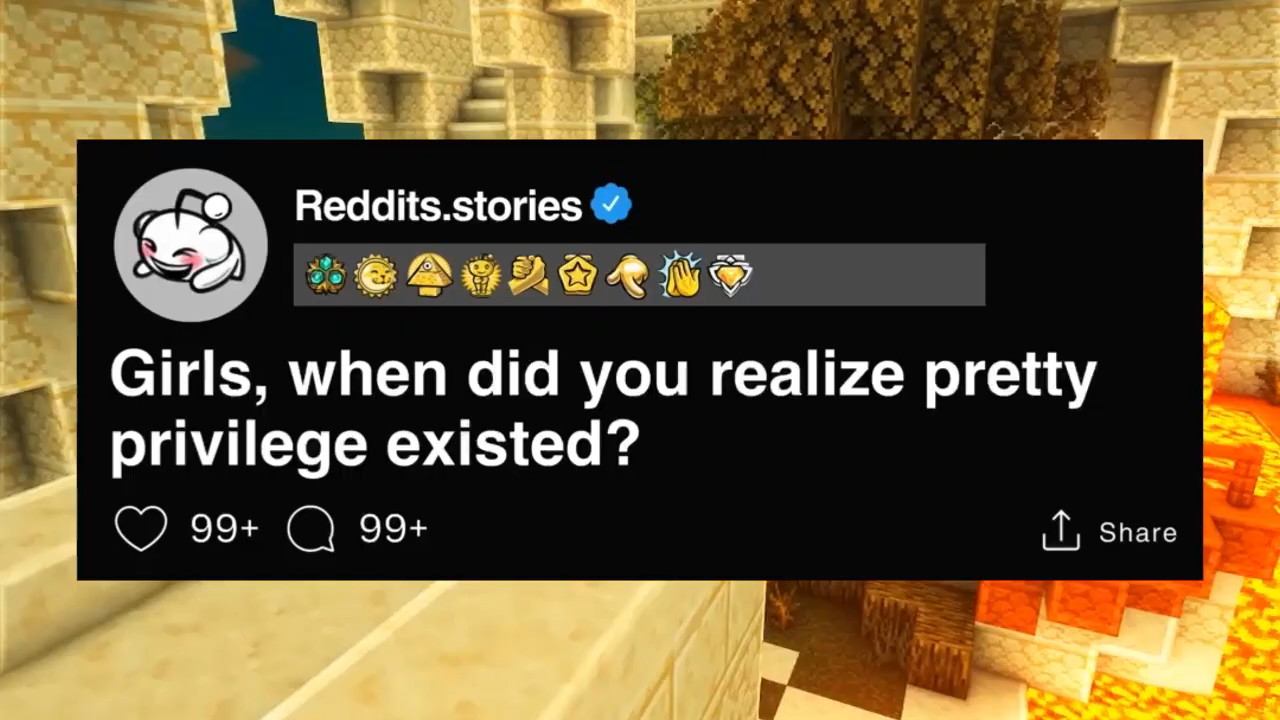 Reddits.stories
Girls, when did you realize pretty
privilege existed?
99+ 99+ Share